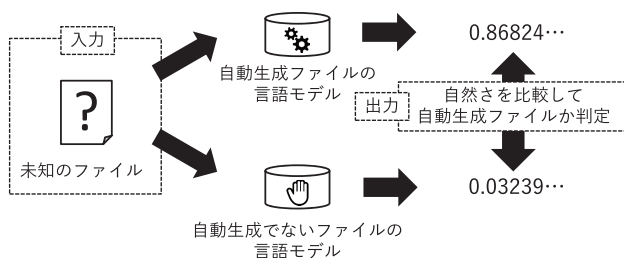 入力
?
未知のファイル
自動生成ファイルの
言語モデル
0.86824…
出力
自然さを比較して
自動生成ファイルか判定
自動生成でないファイルの
言語モデル
0.03239…